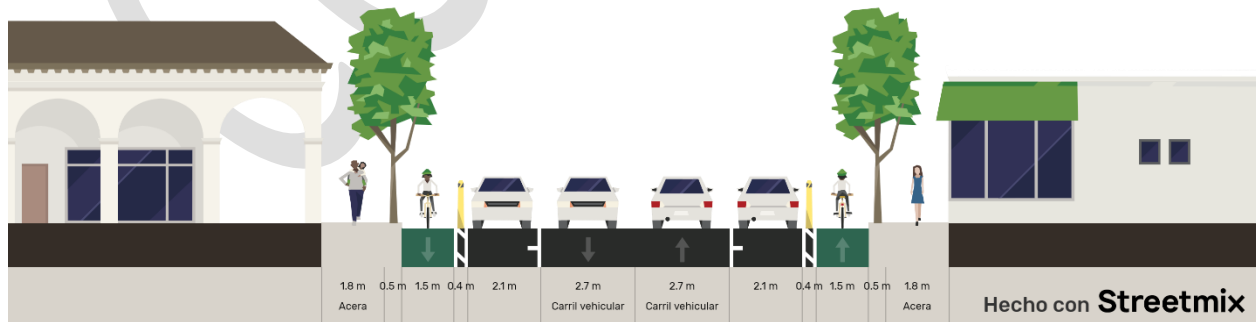 1.8 m 0.5 m 1.5 m 0.4 m 2.1 m 2.7 m 2.7 m 2.1 m 0.4 m 1.5 m 0.5 m 1.8 m
Acera Carril vehicular Carril vehicular Acera
Hecho con Streetmix